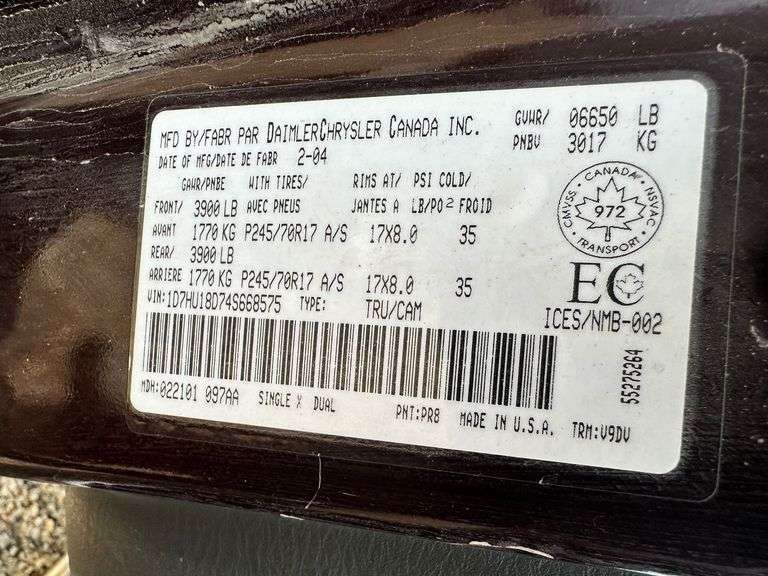 MFD BY/FABR PAR DAIMLERCHRYSLER CANADA INC.
GVWR/ 06650 LB
PNBV 3017 KG
DATE OF MFG/DATE DE FABR 2-04
GAWR/PNBE WITH TIRES/ RIMS AT/ PSI COLD/
FRONT/ 3900 LB AVEC PNEUS JANTES A LB/PO2 FROID
AVANT 1770 KG P245/70R17 A/S 17X8.0 35
REAR/ 3900 LB
ARRIERE 1770 KG P245/70R17 A/S 17X8.0 35
VIN: 1D7HU18D74S668575 TYPE: TRU/CAM
CANADA
CMVSS 972 NSVAC
TRANSPORT
EC
ICES/NMB-002
55275264
MDH: 022101 097AA SINGLE X DUAL
PNT: PR8 MADE IN U.S.A. TRM: V9DV